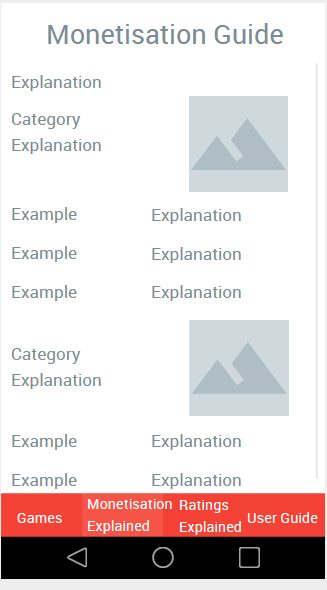 Monetisation Guide
Explanation
Category
Explanation
Example Explanation
Example Explanation
Example Explanation
Category
Explanation
Example Explanation
Example Explanation
Games
Monetisation
Explained
Ratings
Explained
User Guide